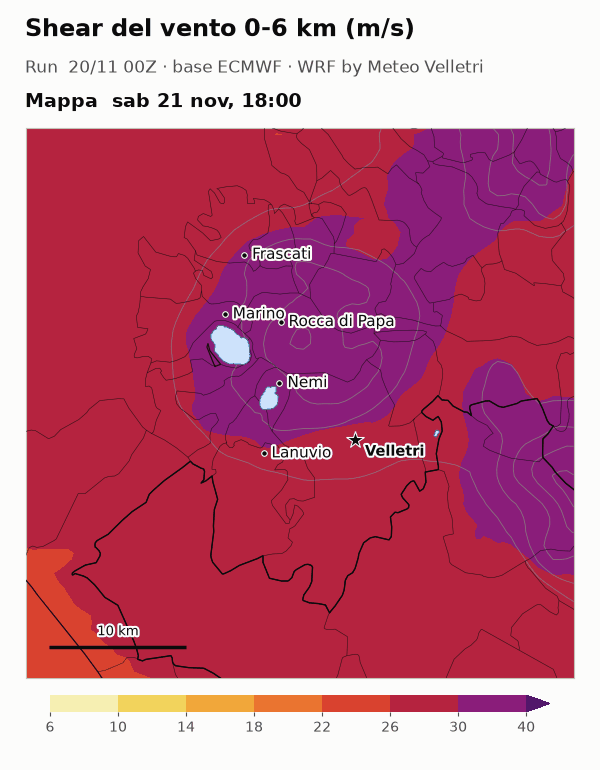 Shear del vento 0-6 km (m/s)
Run  20/11 00Z · base ECMWF · WRF by Meteo Velletri
Mappa  sab 21 nov, 18:00
Frascati
Marino
Rocca di Papa
Nemi
Lanuvio
Velletri
10 km
6 10 14 18 22 26 30 40